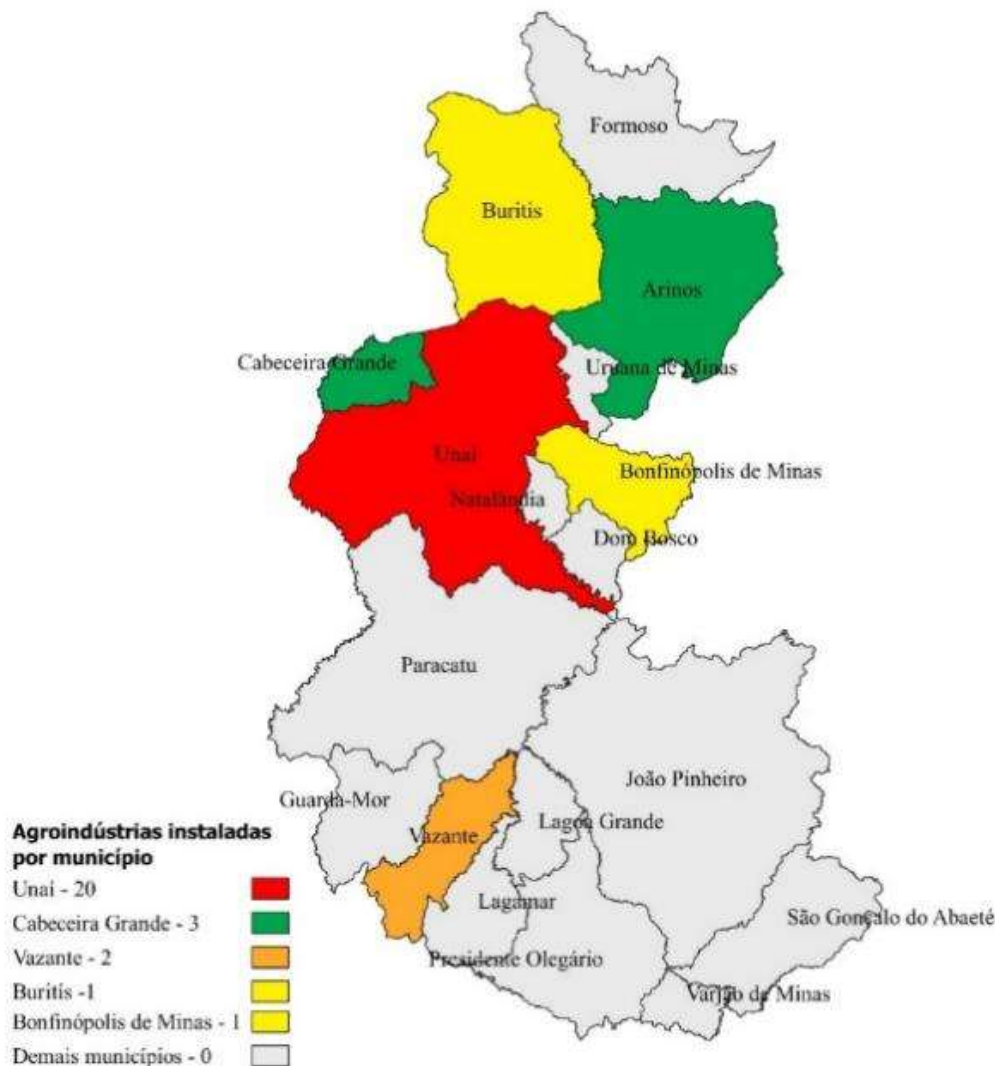 Formoso
Buritis
Arinos
Cabeceira Grande
Uruana de Minas
Unaí
Bonfinópolis de Minas
Natalândia
Dom Bosco
Paracatu
João Pinheiro
Guarda-Mor
Vazante
Lagoa Grande
Lagamar
São Gonçalo do Abaeté
Presidente Olegário
Varjão de Minas
Agroindústrias instaladas
por município
Unaí - 20
Cabeceira Grande - 3
Vazante - 2
Buritis -1
Bonfinópolis de Minas - 1
Demais municípios - 0